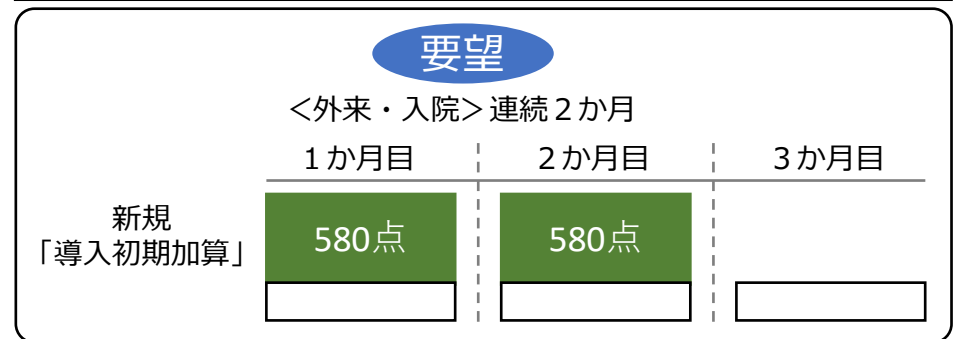 要望
＜外来・入院＞連続２か月
１か月目
２か月目
３か月目
新規
「導入初期加算」
580点
580点